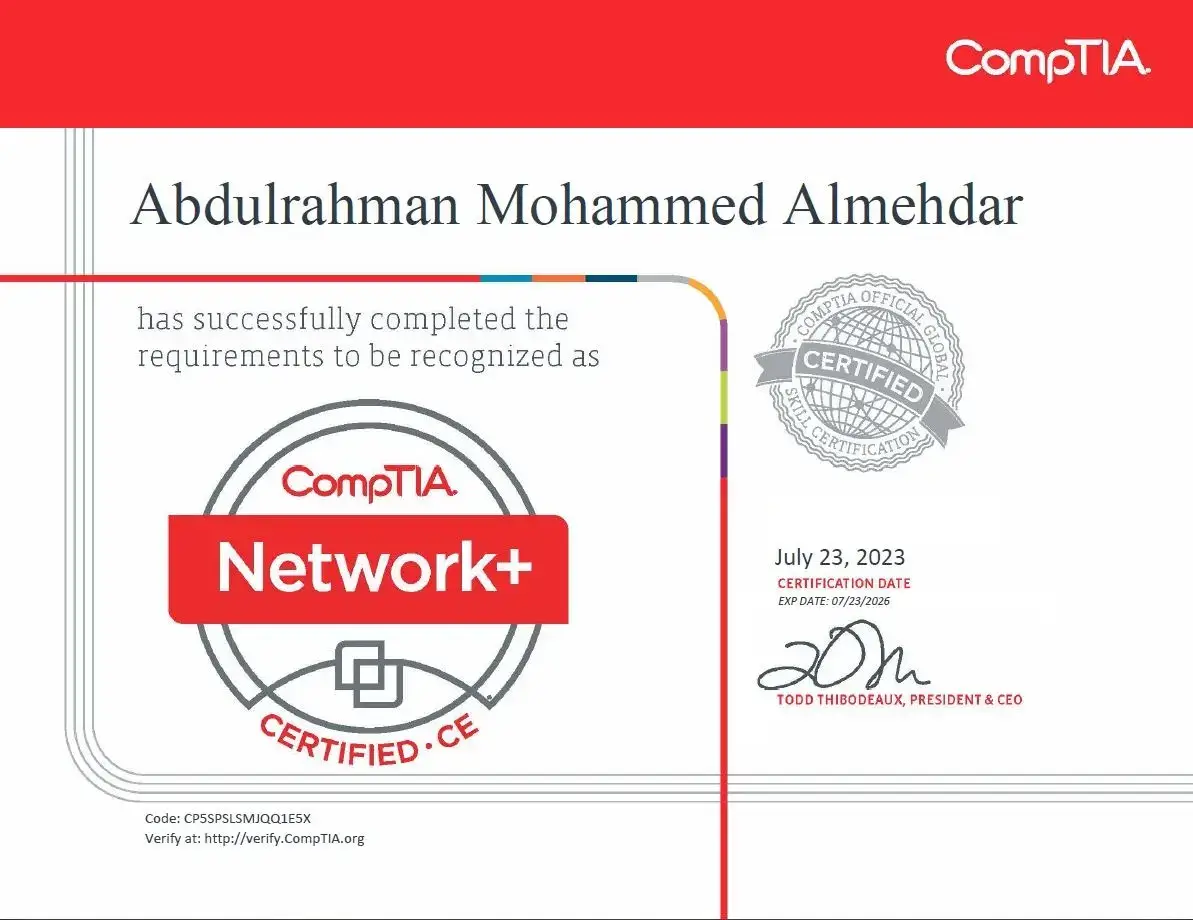 CompTIA.
Abdulrahman Mohammed Almehdar
has successfully completed the
requirements to be recognized as
COMPTIA OFFICIAL GLOBAL
CERTIFIED
SKILL CERTIFICATION
CompTIA.
Network+
CERTIFIED · CE
July 23, 2023
CERTIFICATION DATE
EXP DATE: 07/23/2026
TODD THIBODEAUX, PRESIDENT & CEO
Code: CP5SPSLSMJQQ1E5X
Verify at: http://verify.CompTIA.org